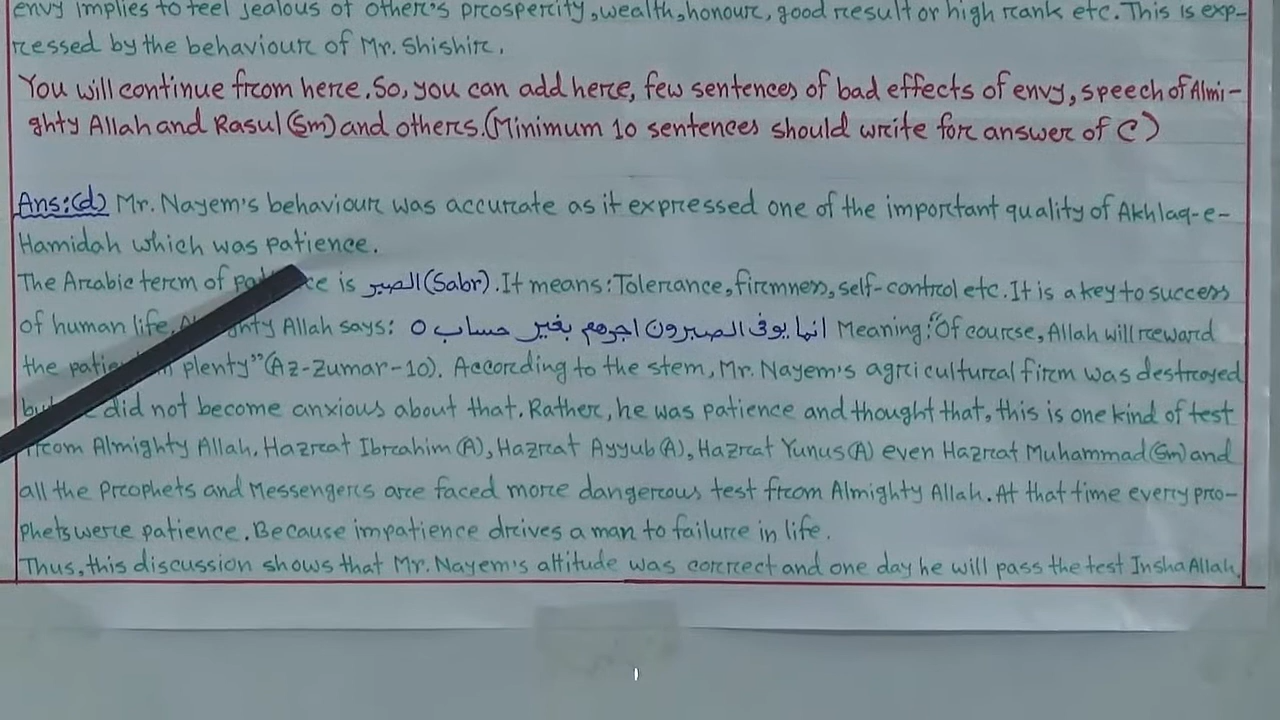 envy implies to feel jealous of other's prosperity, wealth, honour, good result or high rank etc. This is exp-
ressed by the behaviour of Mr. Shishir.
You will continue from here. So, you can add here, few sentences of bad effects of envy, speech of Almi-
ghty Allah and Rasul (Sm) and others. (Minimum 10 sentences should write for answer of C)
Ans:(d) Mr. Nayem's behaviour was accurate as it expressed one of the important quality of Akhlaq-e-
Hamidah which was patience.
The Arabic term of ce is الصبر (Sabr). It means: Tolerance, firmness, self-control etc. It is a key to success
of human life. ghty Allah says: انما يوفى الصبرون اجرهم بغير حساب ○ Meaning: "Of course, Allah will reward
the plenty" (Az-Zumar-10). According to the stem, Mr. Nayem's agricultural firm was destroyed
did not become anxious about that. Rather, he was patience and thought that, this is one kind of test
from Almighty Allah. Hazrat Ibrahim (A), Hazrat Ayyub (A), Hazrat Yunus (A) even Hazrat Muhammad (Sm) and
all the Prophets and Messengers are faced more dangerous test from Almighty Allah. At that time every pro-
phets were patience. Because impatience drives a man to failure in life.
Thus, this discussion shows that Mr. Nayem's attitude was correct and one day he will pass the test InshaAllah.